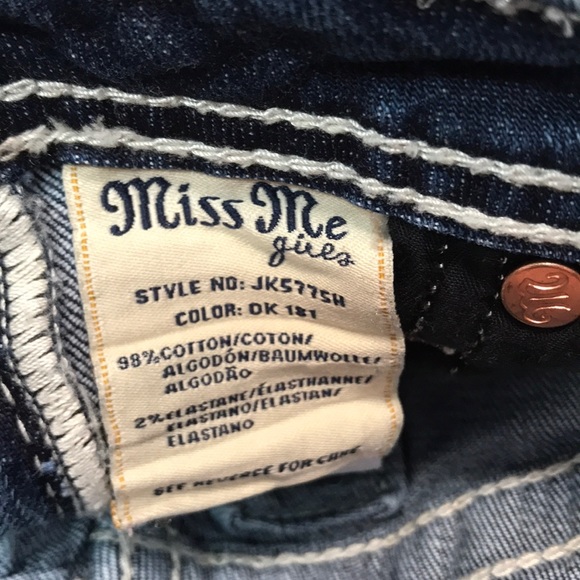 Miss Me
STYLE NO: JK5775H
COLOR: DK 181
98% COTTON/COTON/
ALGODÓN/BAUMWOLLE/
ALGODÃO
2% ELASTANE/ÉLASTHANNE/
ELASTANO/ELASTAN/
ELASTANO
SEE REVERSE FOR CARE